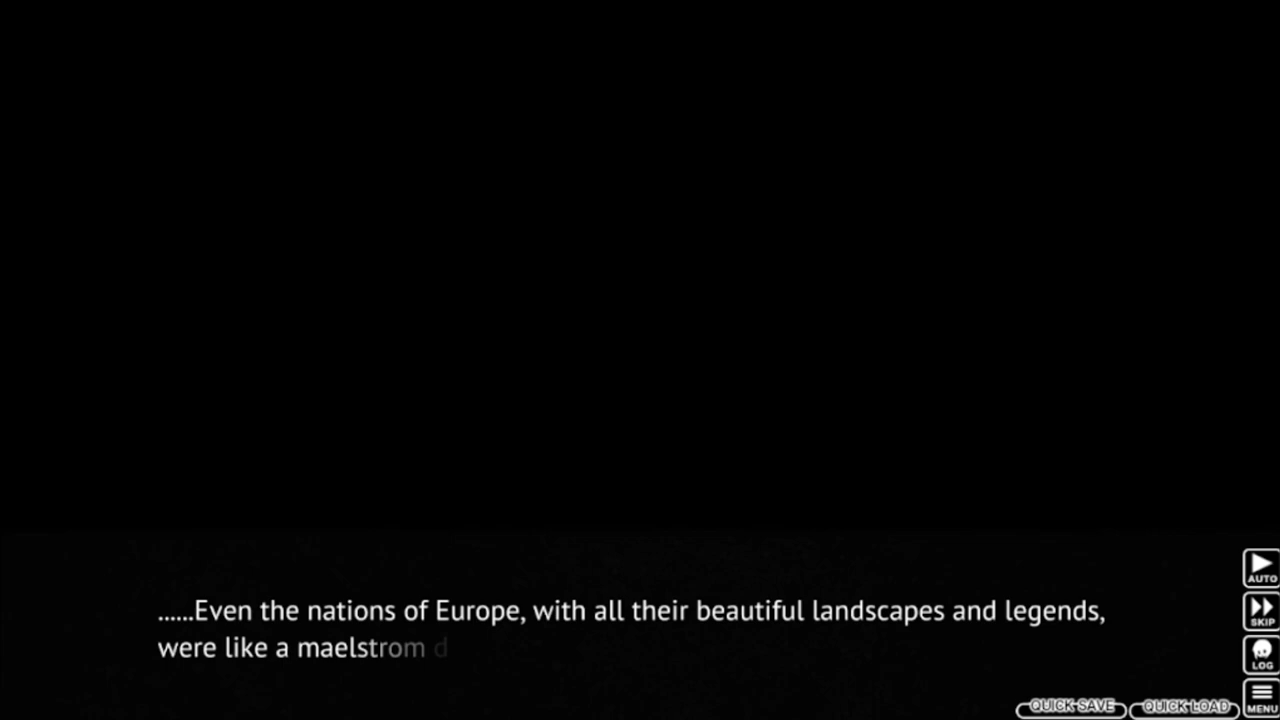 ......Even the nations of Europe, with all their beautiful landscapes and legends,
were like a maelstrom d
AUTO
SKIP
LOG
MENU
QUICK SAVE
QUICK LOAD